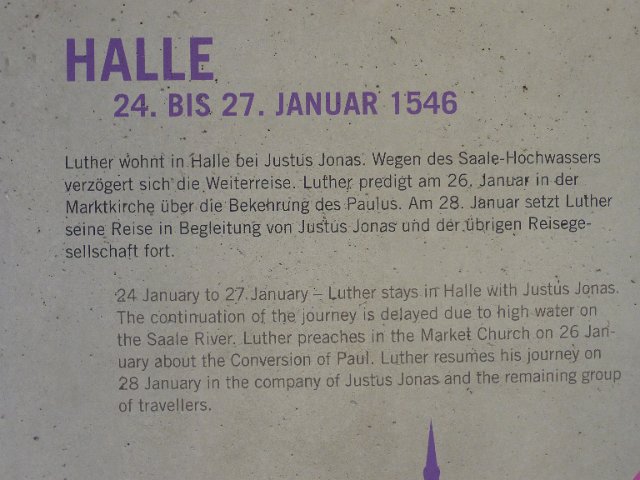 HALLE
24. BIS 27. JANUAR 1546
Luther wohnt in Halle bei Justus Jonas. Wegen des Saale-Hochwassers
verzögert sich die Weiterreise. Luther predigt am 26. Januar in der
Marktkirche über die Bekehrung des Paulus. Am 28. Januar setzt Luther
seine Reise in Begleitung von Justus Jonas und der übrigen Reisege-
sellschaft fort.
24 January to 27 January – Luther stays in Halle with Justus Jonas.
The continuation of the journey is delayed due to high water on
the Saale River. Luther preaches in the Market Church on 26 Jan-
uary about the Conversion of Paul. Luther resumes his journey on
28 January in the company of Justus Jonas and the remaining group
of travellers.